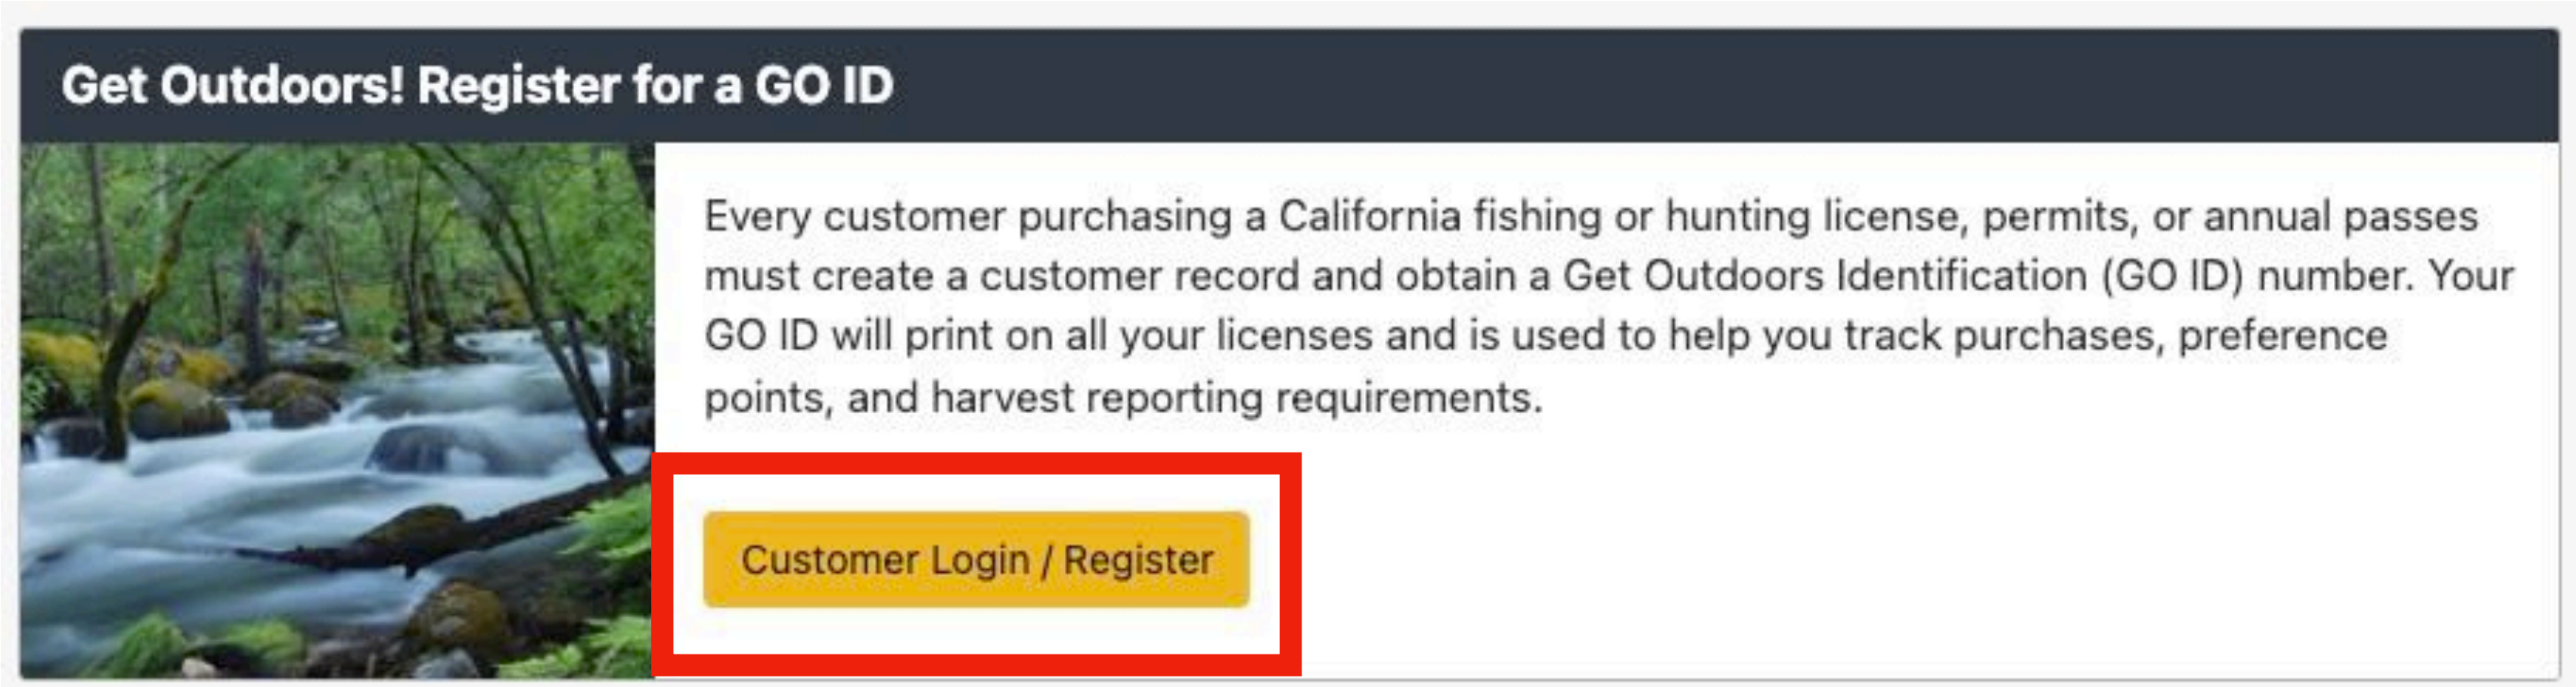 Get Outdoors! Register for a GO ID
Every customer purchasing a California fishing or hunting license, permits, or annual passes
must create a customer record and obtain a Get Outdoors Identification (GO ID) number. Your
GO ID will print on all your licenses and is used to help you track purchases, preference
points, and harvest reporting requirements.
Customer Login / Register